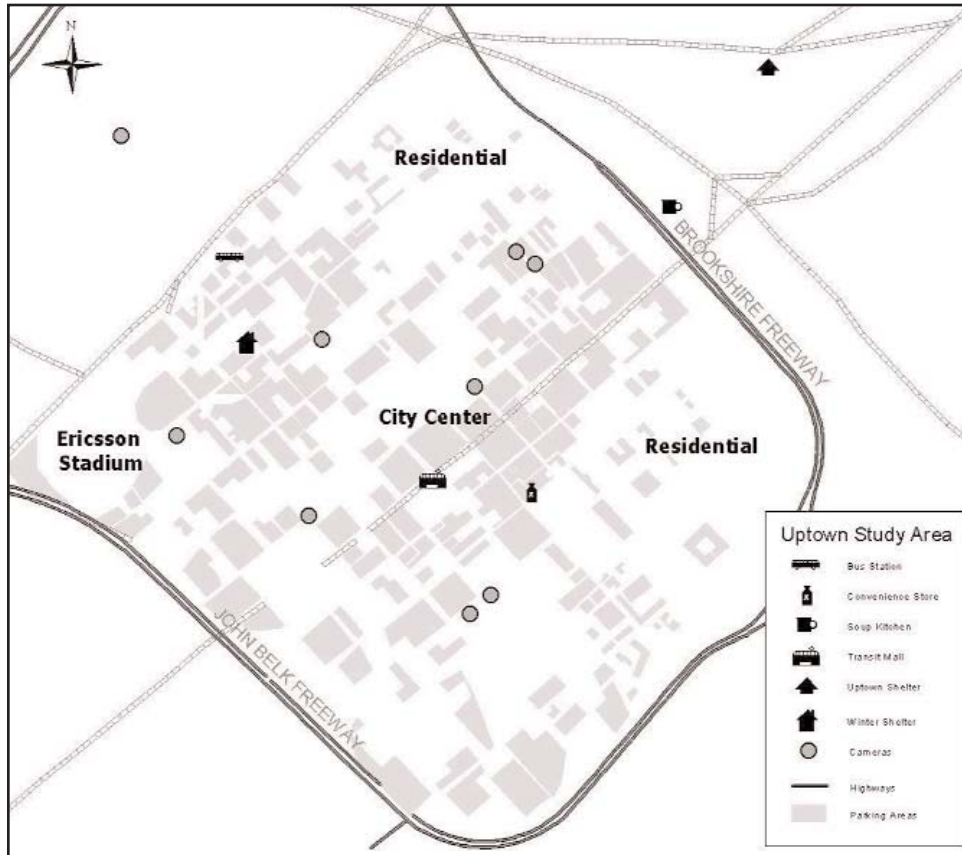 N
Residential
BROOKSHIRE FREEWAY
City Center
Ericsson
Stadium
Residential
JOHN BELK FREEWAY
Uptown Study Area
Bus Station
Convenience Store
Soup Kitchen
Transit Mall
Uptown Shelter
Winter Shelter
Cameras
Highways
Parking Areas